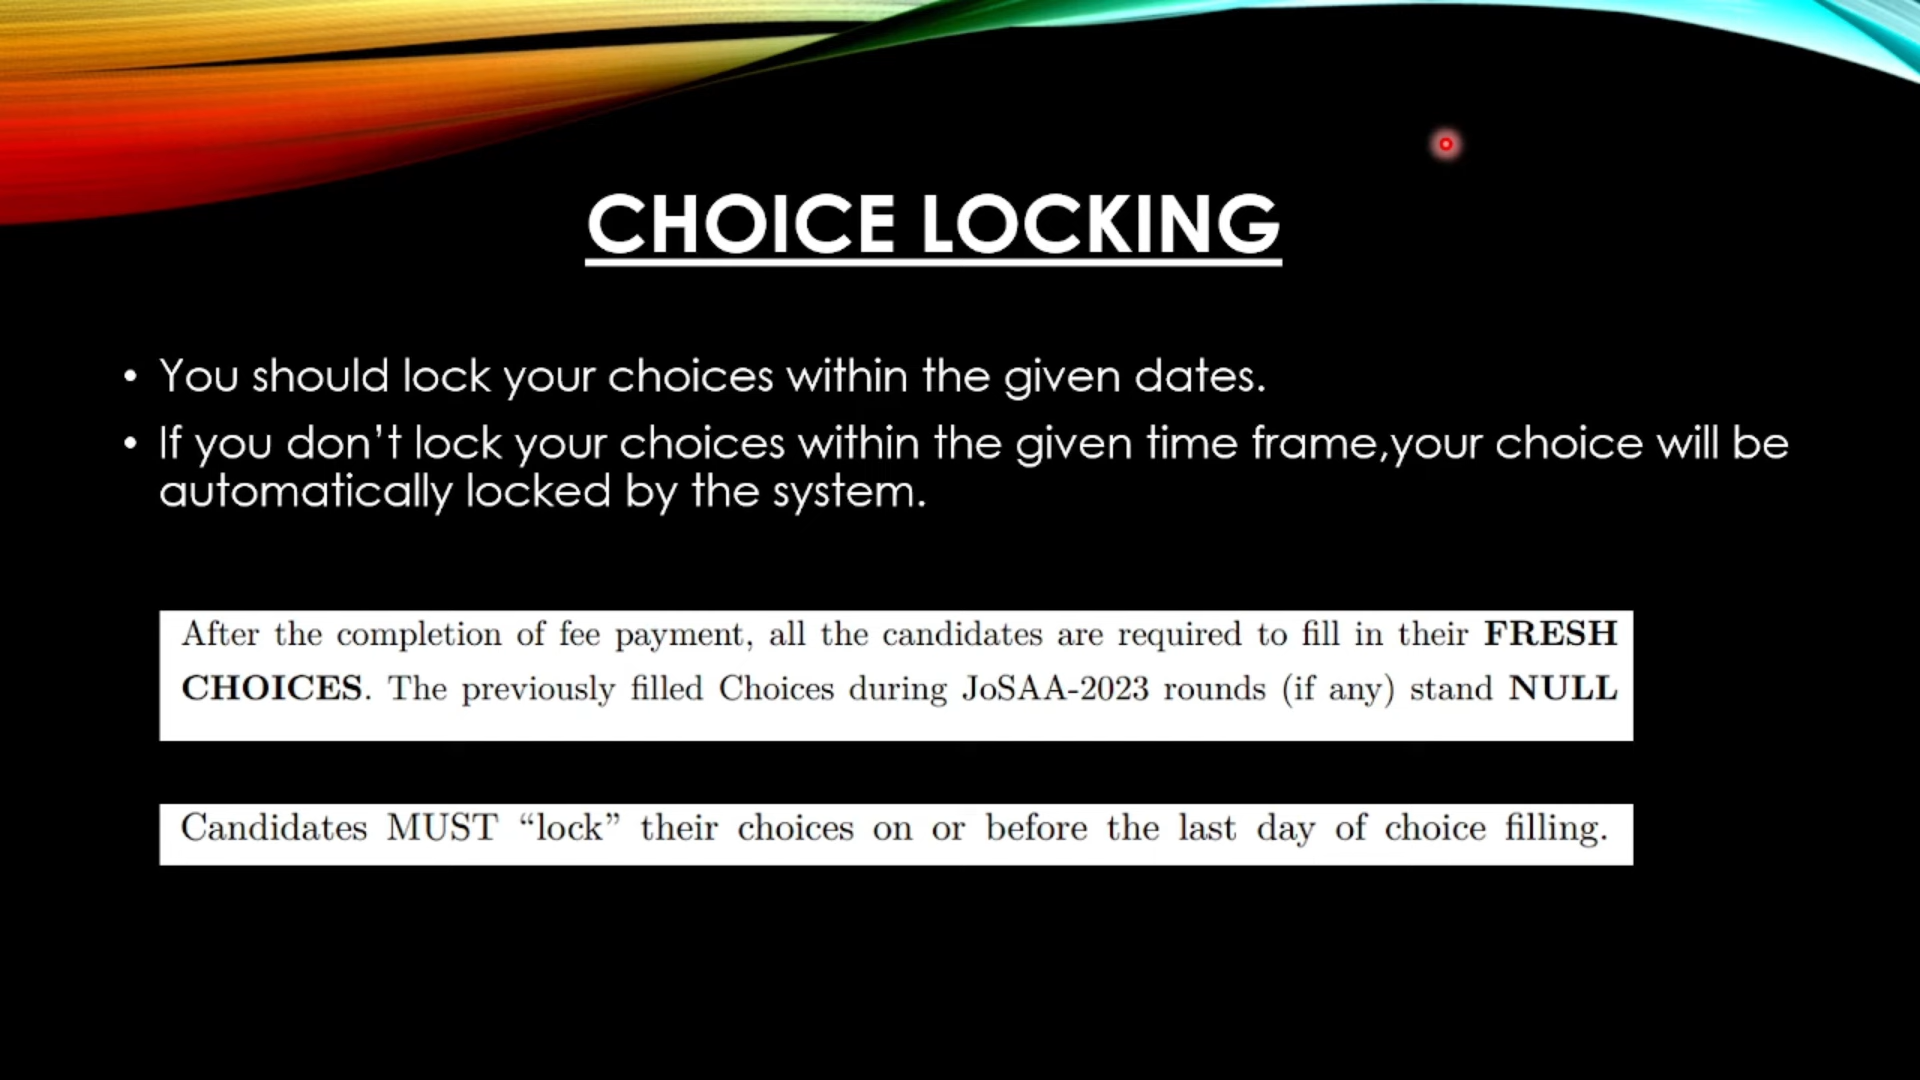 CHOICE LOCKING
• You should lock your choices within the given dates.
• If you don’t lock your choices within the given time frame,your choice will be
automatically locked by the system.
After the completion of fee payment, all the candidates are required to fill in their FRESH
CHOICES. The previously filled Choices during JoSAA-2023 rounds (if any) stand NULL
Candidates MUST “lock” their choices on or before the last day of choice filling.